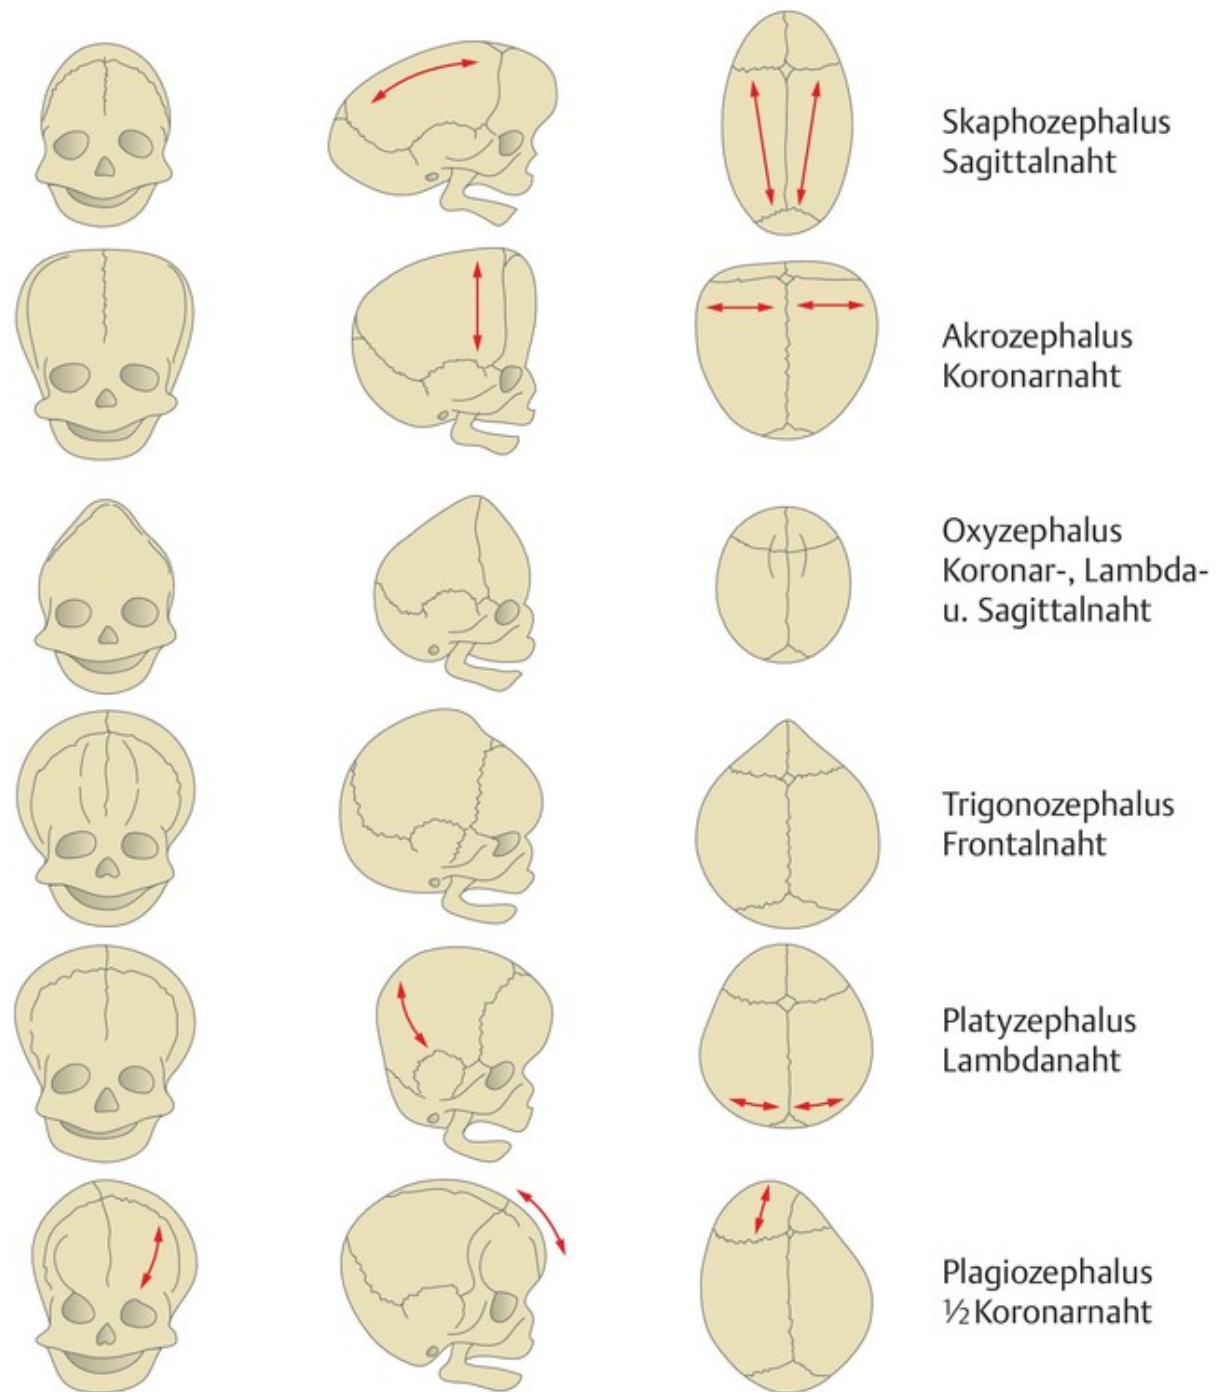 Skaphozephalus
Sagittalnaht
Akrozephalus
Koronarnaht
Oxyzephalus
Koronar-, Lambda-
u. Sagittalnaht
Trigonozephalus
Frontalnaht
Platyzephalus
Lambdanaht
Plagiozephalus
½ Koronarnaht